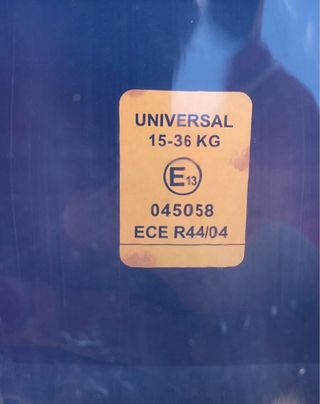 UNIVERSAL
15-36 KG
E13
045058
ECE R44/04